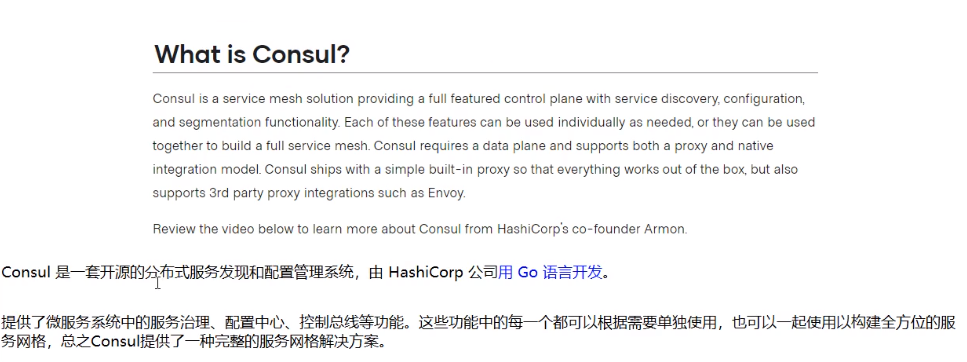 What is Consul?
Consul is a service mesh solution providing a full featured control plane with service discovery, configuration,
and segmentation functionality. Each of these features can be used individually as needed, or they can be used
together to build a full service mesh. Consul requires a data plane and supports both a proxy and native
integration model. Consul ships with a simple built-in proxy so that everything works out of the box, but also
supports 3rd party proxy integrations such as Envoy.
Review the video below to learn more about Consul from HashiCorp's co-founder Armon.
Consul 是一套开源的分布式服务发现和配置管理系统，由 HashiCorp 公司用 Go 语言开发。
提供了微服务系统中的服务治理、配置中心、控制总线等功能。这些功能中的每一个都可以根据需要单独使用，也可以一起使用以构建全方位的服
务网格，总之Consul提供了一种完整的服务网格解决方案。